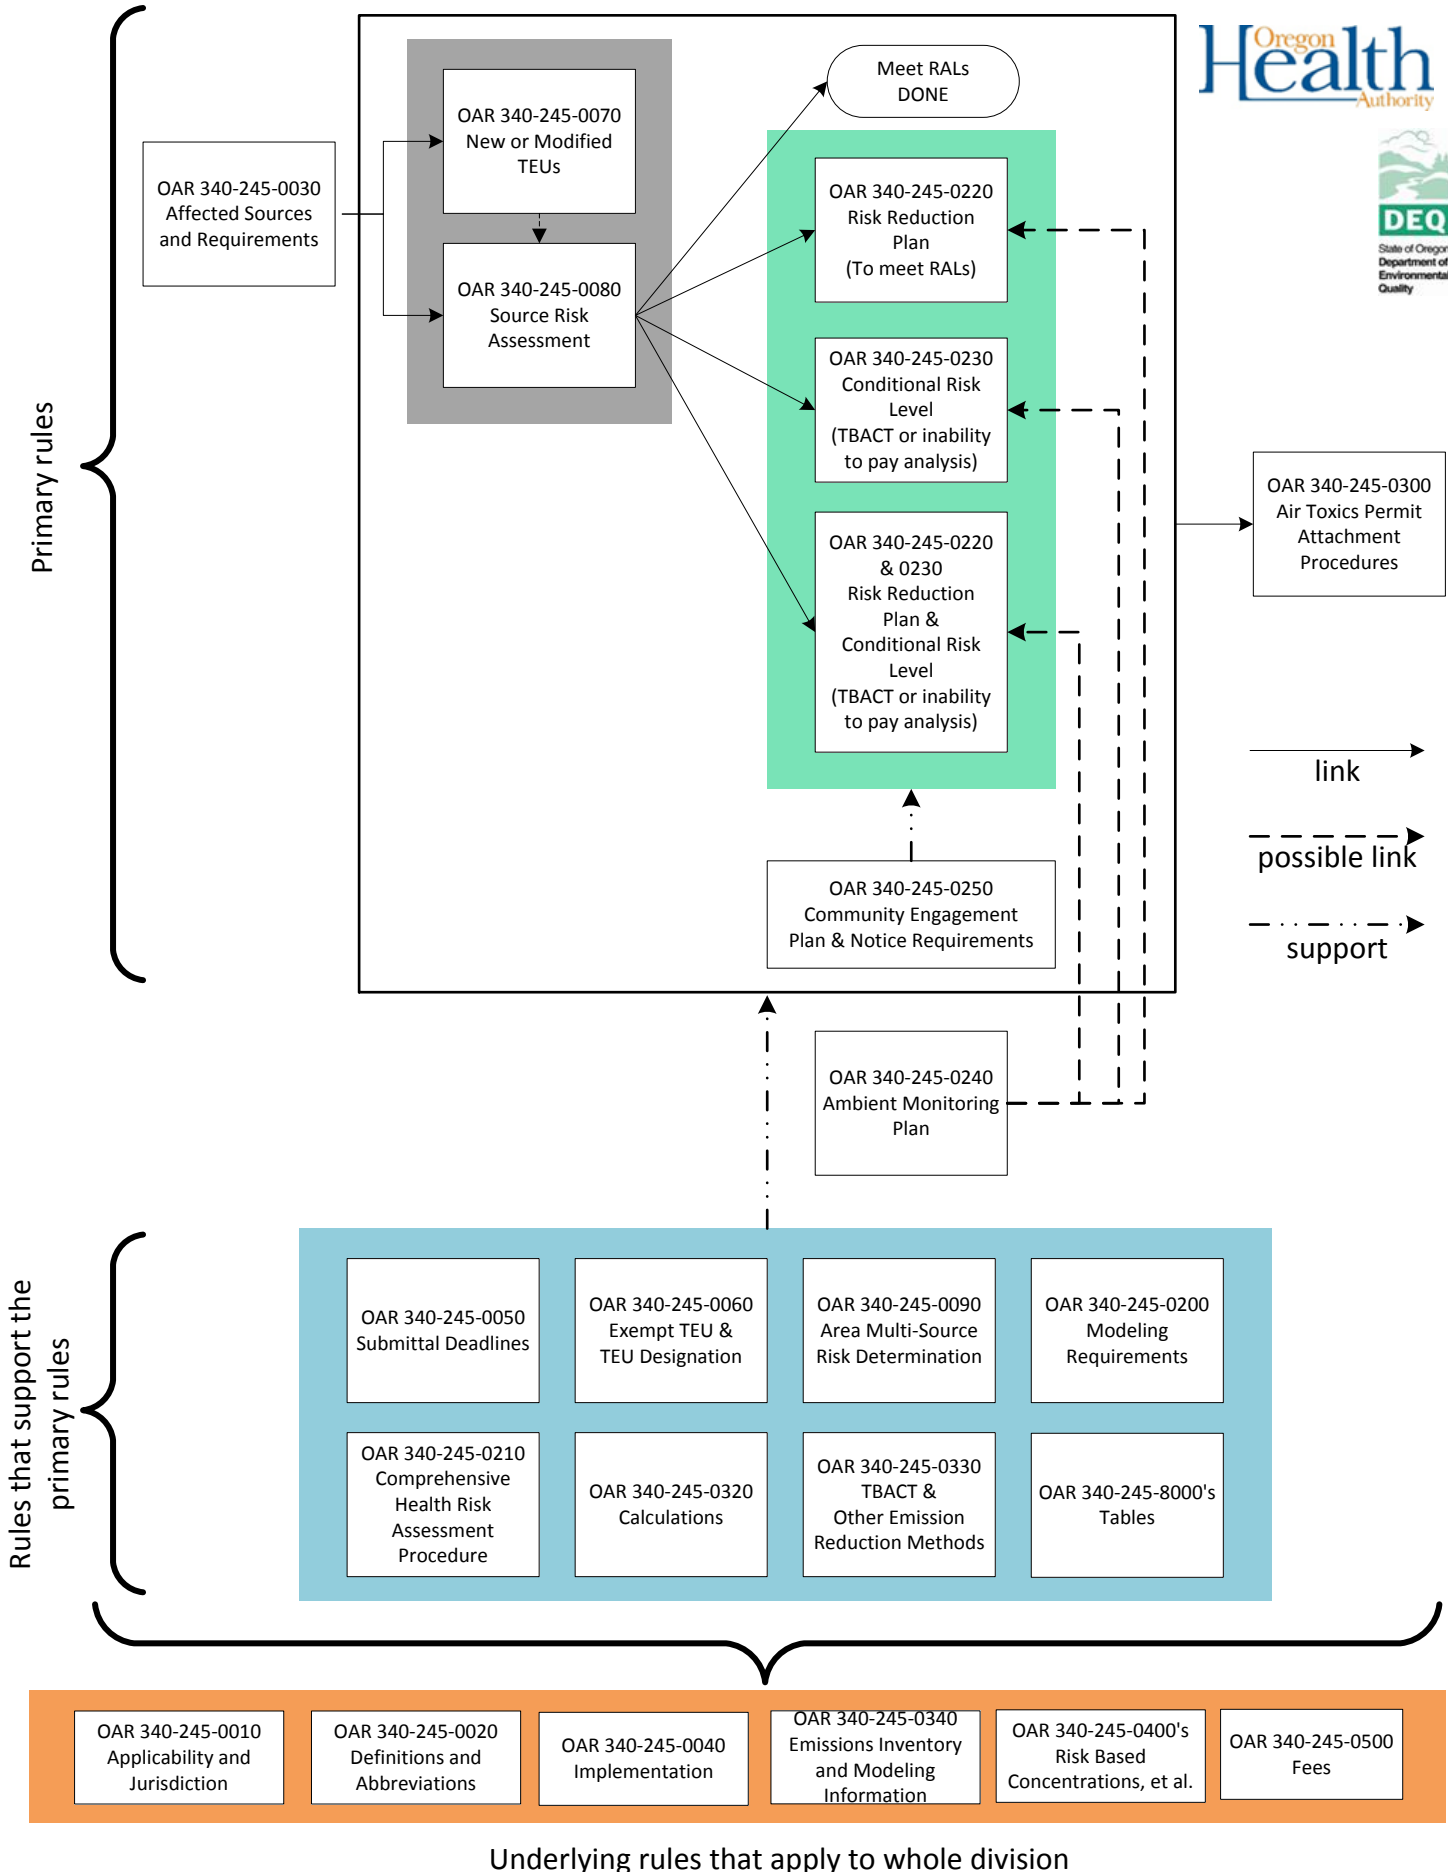 Oregon
Health
Authority
DEQ
State of Oregon
Department of
Environmental
Quality
Primary rules
OAR 340-245-0030
Affected Sources
and Requirements
OAR 340-245-0070
New or Modified
TEUs
OAR 340-245-0080
Source Risk
Assessment
Meet RALs
DONE
OAR 340-245-0220
Risk Reduction
Plan
(To meet RALs)
OAR 340-245-0230
Conditional Risk
Level
(TBACT or inability
to pay analysis)
OAR 340-245-0220
& 0230
Risk Reduction
Plan &
Conditional Risk
Level
(TBACT or inability
to pay analysis)
OAR 340-245-0250
Community Engagement
Plan & Notice Requirements
OAR 340-245-0300
Air Toxics Permit
Attachment
Procedures
link
possible link
support
OAR 340-245-0240
Ambient Monitoring
Plan
Rules that support the
primary rules
OAR 340-245-0050
Submittal Deadlines
OAR 340-245-0060
Exempt TEU &
TEU Designation
OAR 340-245-0090
Area Multi-Source
Risk Determination
OAR 340-245-0200
Modeling
Requirements
OAR 340-245-0210
Comprehensive
Health Risk
Assessment
Procedure
OAR 340-245-0320
Calculations
OAR 340-245-0330
TBACT &
Other Emission
Reduction Methods
OAR 340-245-8000's
Tables
OAR 340-245-0010
Applicability and
Jurisdiction
OAR 340-245-0020
Definitions and
Abbreviations
OAR 340-245-0040
Implementation
OAR 340-245-0340
Emissions Inventory
and Modeling
Information
OAR 340-245-0400's
Risk Based
Concentrations, et al.
OAR 340-245-0500
Fees
Underlying rules that apply to whole division